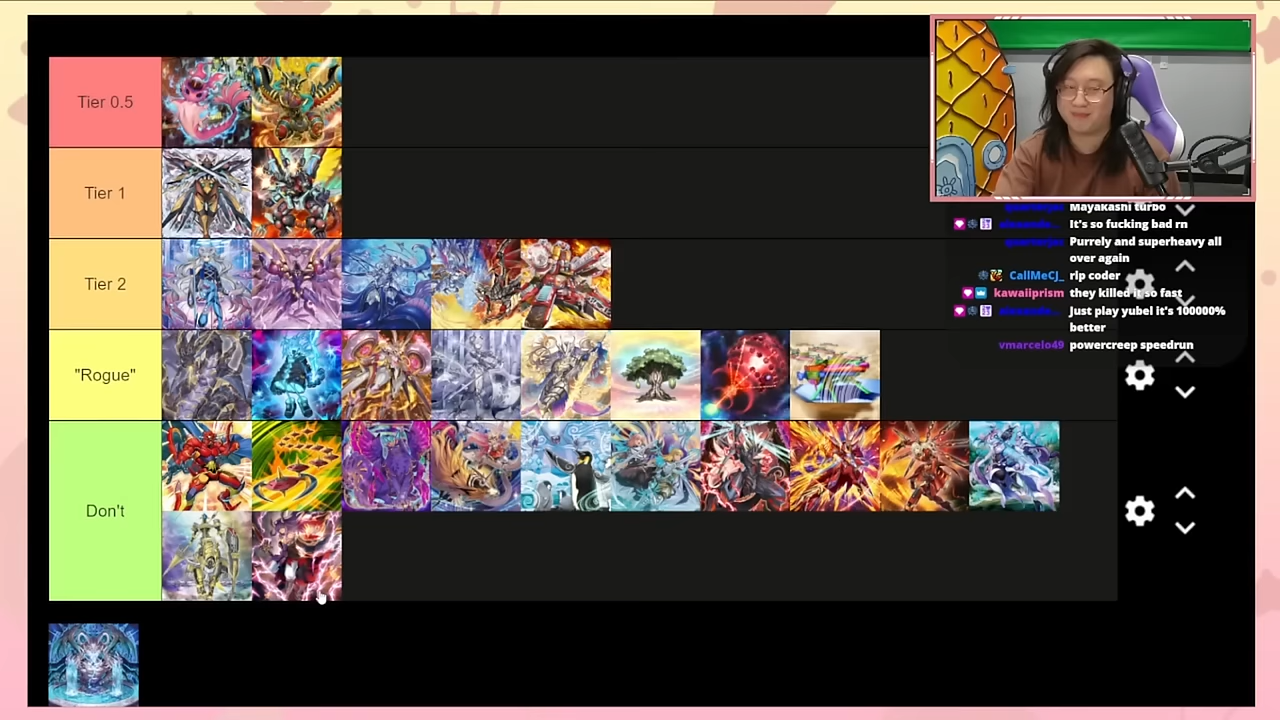 Tier 0.5
Tier 1
Tier 2
"Rogue"
Don't
Mayakashi turbo
It's so fucking bad rn
Purrely and superheavy all
over again
CallMeCJ_ rip coder
kawaiiprism they killed it so fast
Just play yubel it's 100000%
better
vmarcelo49 powercreep speedrun